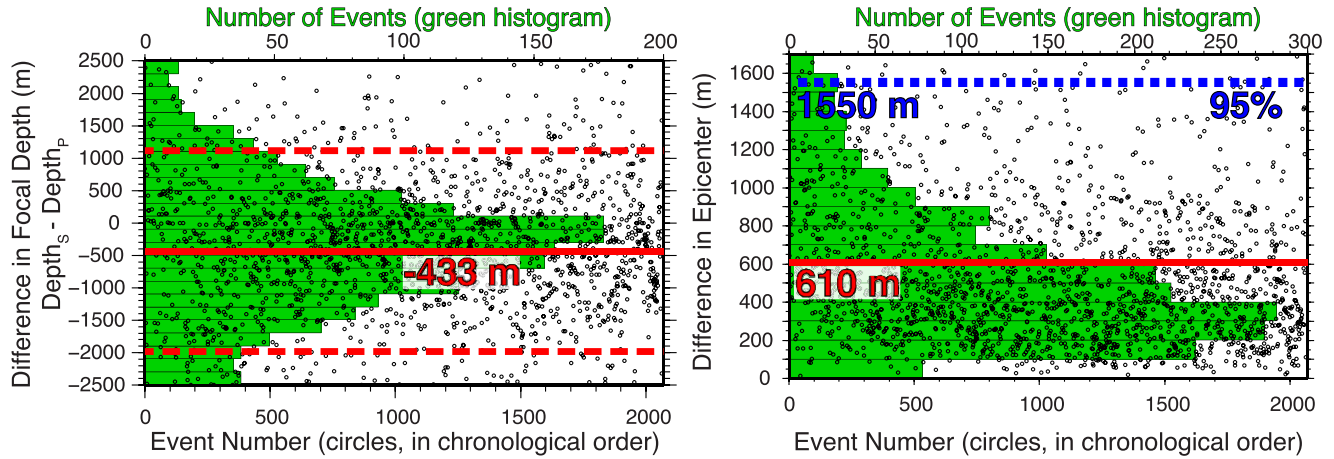 Number of Events (green histogram)
0 50 100 150 200
Difference in Focal Depth (m)
Depth_S - Depth_P
2500
2000
1500
1000
500
0
−500
−1000
−1500
−2000
−2500
-433 m
0 500 1000 1500 2000
Event Number (circles, in chronological order)
Number of Events (green histogram)
0 50 100 150 200 250 300
Difference in Epicenter (m)
1600
1400
1200
1000
800
600
400
200
0
1550 m 95%
610 m
0 500 1000 1500 2000
Event Number (circles, in chronological order)